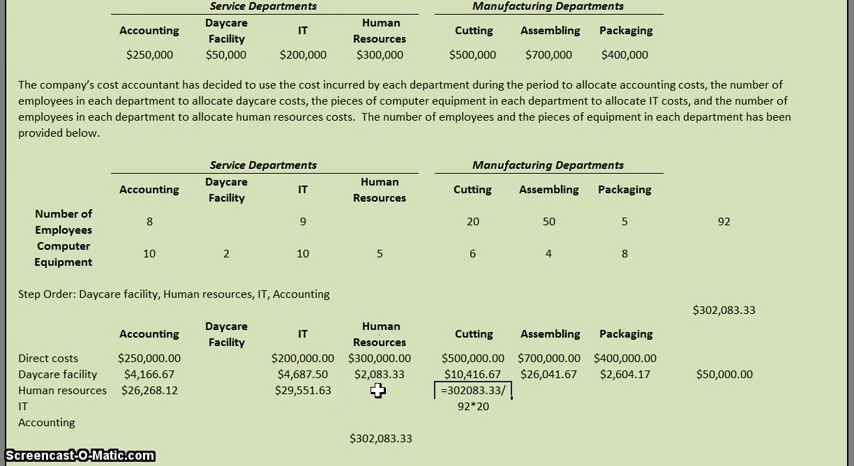 Service Departments Manufacturing Departments
Accounting Daycare Facility IT Human Resources Cutting Assembling Packaging
$250,000 $50,000 $200,000 $300,000 $500,000 $700,000 $400,000
The company's cost accountant has decided to use the cost incurred by each department during the period to allocate accounting costs, the number of
employees in each department to allocate daycare costs, the pieces of computer equipment in each department to allocate IT costs, and the number of
employees in each department to allocate human resources costs. The number of employees and the pieces of equipment in each department has been
provided below.
Service Departments Manufacturing Departments
Accounting Daycare Facility IT Human Resources Cutting Assembling Packaging
Number of Employees 8 9 20 50 5 92
Computer Equipment 10 2 10 5 6 4 8
Step Order: Daycare facility, Human resources, IT, Accounting
$302,083.33
Accounting Daycare Facility IT Human Resources Cutting Assembling Packaging
Direct costs $250,000.00 $200,000.00 $300,000.00 $500,000.00 $700,000.00 $400,000.00
Daycare facility $4,166.67 $4,687.50 $2,083.33 $10,416.67 $26,041.67 $2,604.17 $50,000.00
Human resources $26,268.12 $29,551.63 =302083.33/
IT 92*20
Accounting
$302,083.33
Screencast-O-Matic.com